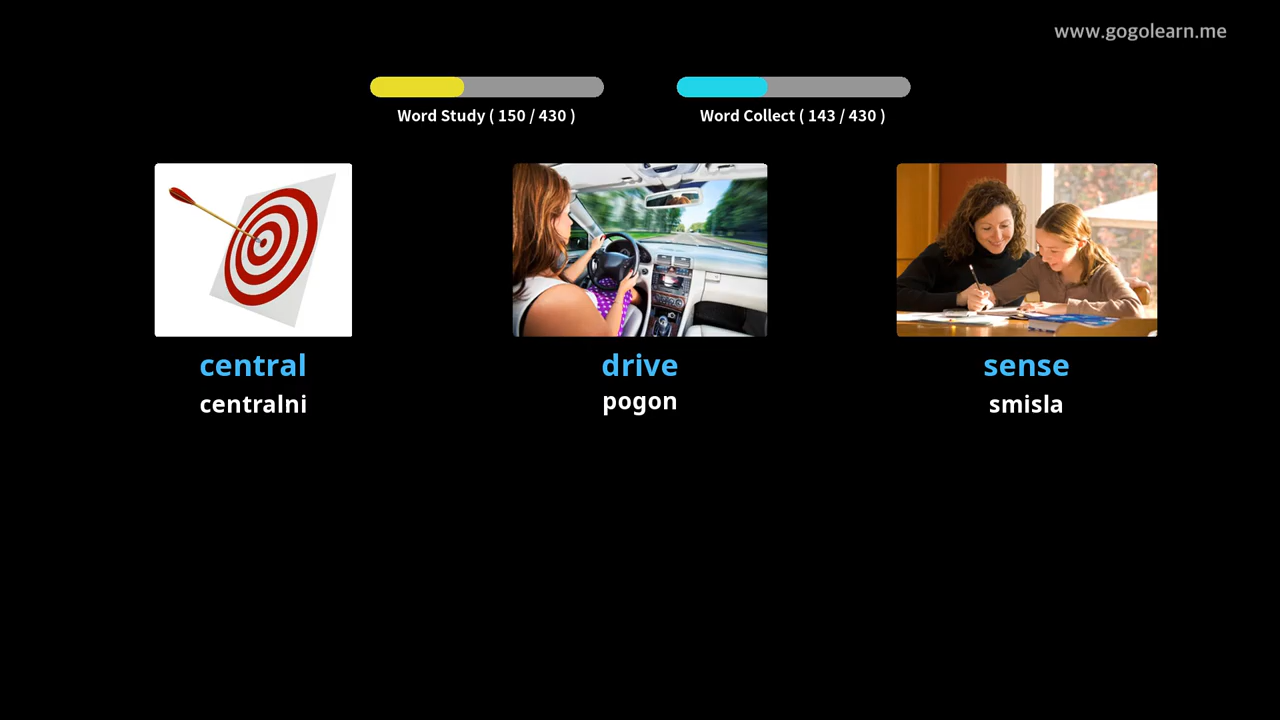 www.gogolearn.me
Word Study ( 150 / 430 )
Word Collect ( 143 / 430 )
central
centralni
drive
pogon
sense
smisla